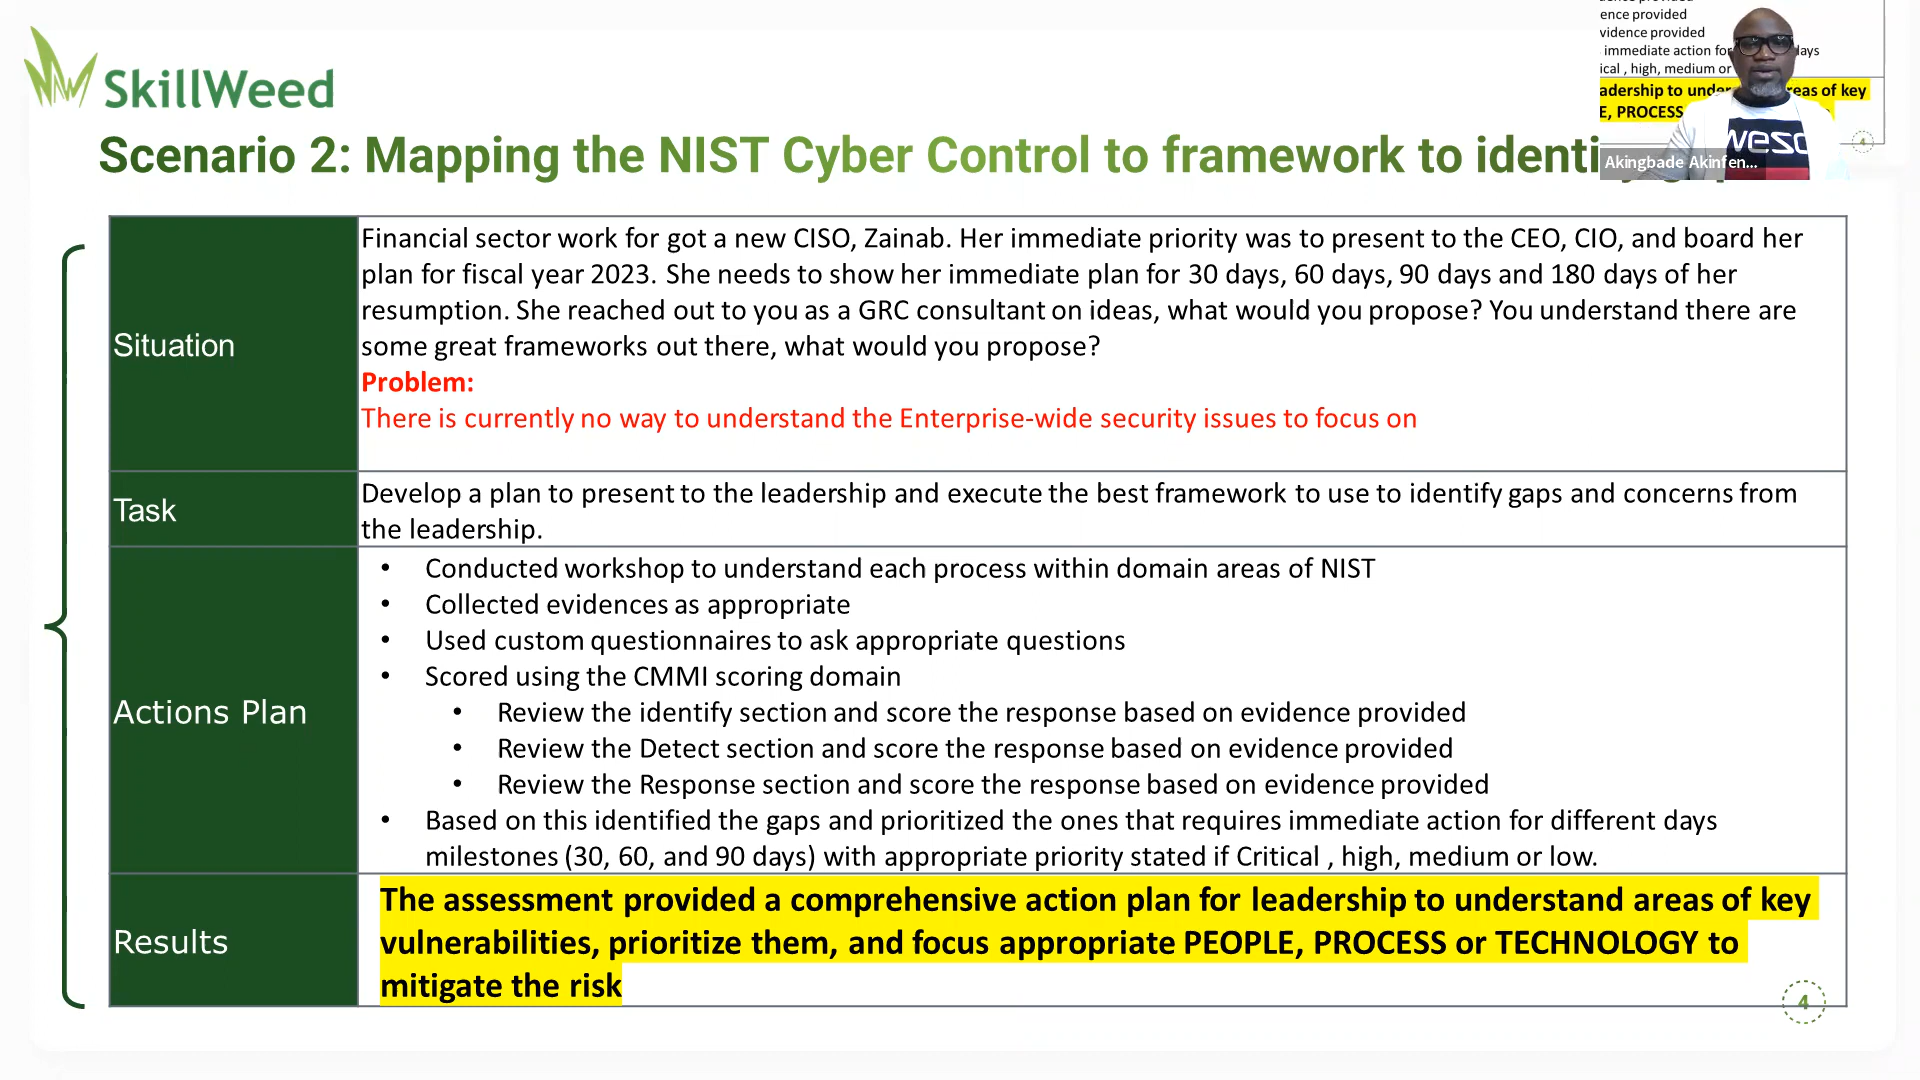 ence provided
vidence provided
immediate action for days
ical , high, medium or
adership to under reas of key
E, PROCESS
4
wesc
Akingbade Akinfen...
SkillWeed
Scenario 2: Mapping the NIST Cyber Control to framework to identi
Situation
Financial sector work for got a new CISO, Zainab. Her immediate priority was to present to the CEO, CIO, and board her
plan for fiscal year 2023. She needs to show her immediate plan for 30 days, 60 days, 90 days and 180 days of her
resumption. She reached out to you as a GRC consultant on ideas, what would you propose? You understand there are
some great frameworks out there, what would you propose?
Problem:
There is currently no way to understand the Enterprise-wide security issues to focus on
Task
Develop a plan to present to the leadership and execute the best framework to use to identify gaps and concerns from
the leadership.
Actions Plan
• Conducted workshop to understand each process within domain areas of NIST
• Collected evidences as appropriate
• Used custom questionnaires to ask appropriate questions
• Scored using the CMMI scoring domain
• Review the identify section and score the response based on evidence provided
• Review the Detect section and score the response based on evidence provided
• Review the Response section and score the response based on evidence provided
• Based on this identified the gaps and prioritized the ones that requires immediate action for different days
milestones (30, 60, and 90 days) with appropriate priority stated if Critical , high, medium or low.
Results
The assessment provided a comprehensive action plan for leadership to understand areas of key
vulnerabilities, prioritize them, and focus appropriate PEOPLE, PROCESS or TECHNOLOGY to
mitigate the risk
4